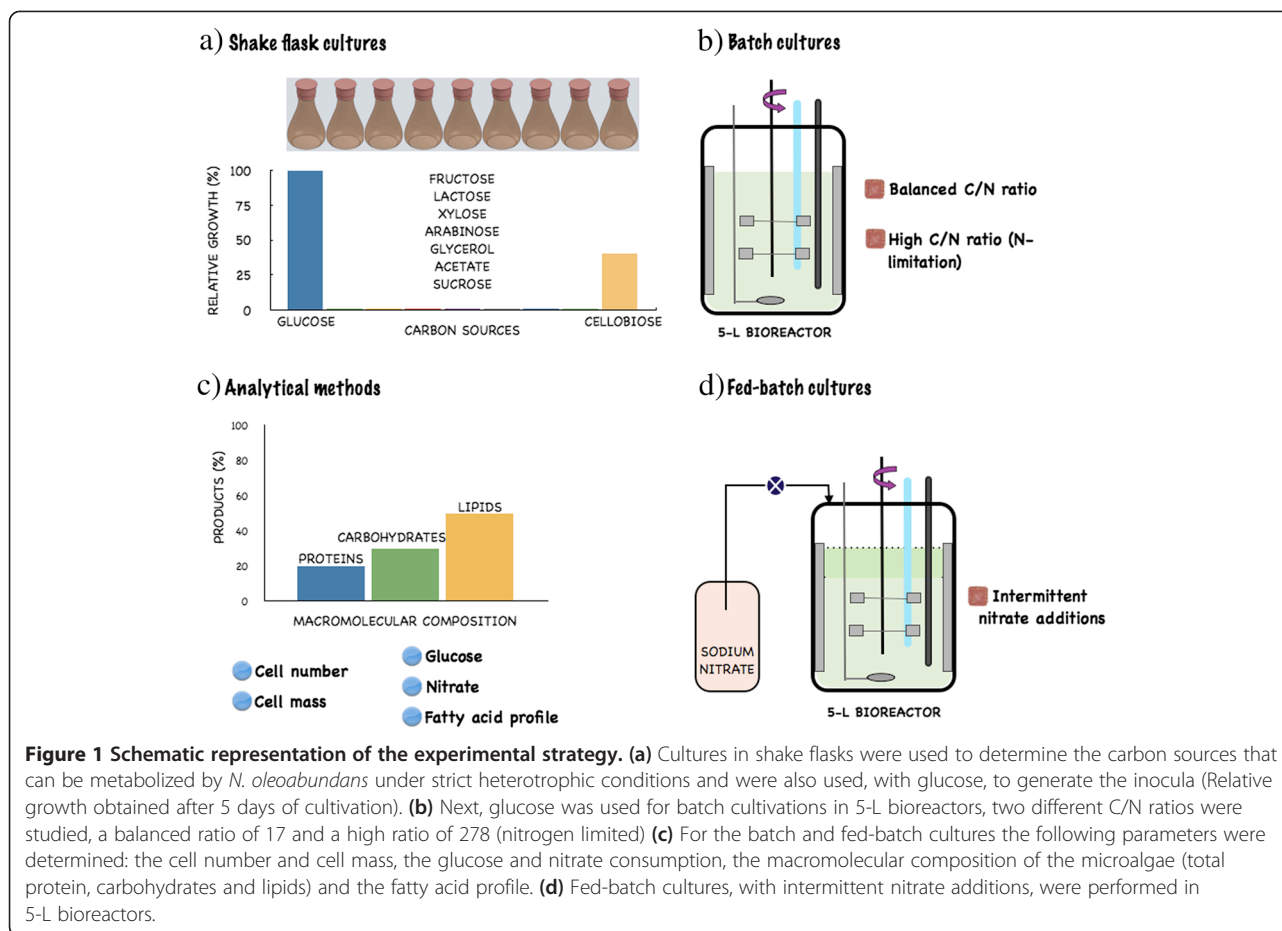 a) Shake flask cultures
RELATIVE GROWTH (%)
100
75
50
25
0
FRUCTOSE
LACTOSE
XYLOSE
ARABINOSE
GLYCEROL
ACETATE
SUCROSE
GLUCOSE
CELLOBIOSE
CARBON SOURCES
b) Batch cultures
Balanced C/N ratio
High C/N ratio (N-
limitation)
5-L BIOREACTOR
c) Analytical methods
PRODUCTS (%)
100
80
60
40
20
0
PROTEINS
CARBOHYDRATES
LIPIDS
MACROMOLECULAR COMPOSITION
Cell number
Cell mass
Glucose
Nitrate
Fatty acid profile
d) Fed-batch cultures
SODIUM
NITRATE
Intermittent
nitrate additions
5-L BIOREACTOR
Figure 1 Schematic representation of the experimental strategy. (a) Cultures in shake flasks were used to determine the carbon sources that
can be metabolized by N. oleoabundans under strict heterotrophic conditions and were also used, with glucose, to generate the inocula (Relative
growth obtained after 5 days of cultivation). (b) Next, glucose was used for batch cultivations in 5-L bioreactors, two different C/N ratios were
studied, a balanced ratio of 17 and a high ratio of 278 (nitrogen limited) (c) For the batch and fed-batch cultures the following parameters were
determined: the cell number and cell mass, the glucose and nitrate consumption, the macromolecular composition of the microalgae (total
protein, carbohydrates and lipids) and the fatty acid profile. (d) Fed-batch cultures, with intermittent nitrate additions, were performed in
5-L bioreactors.